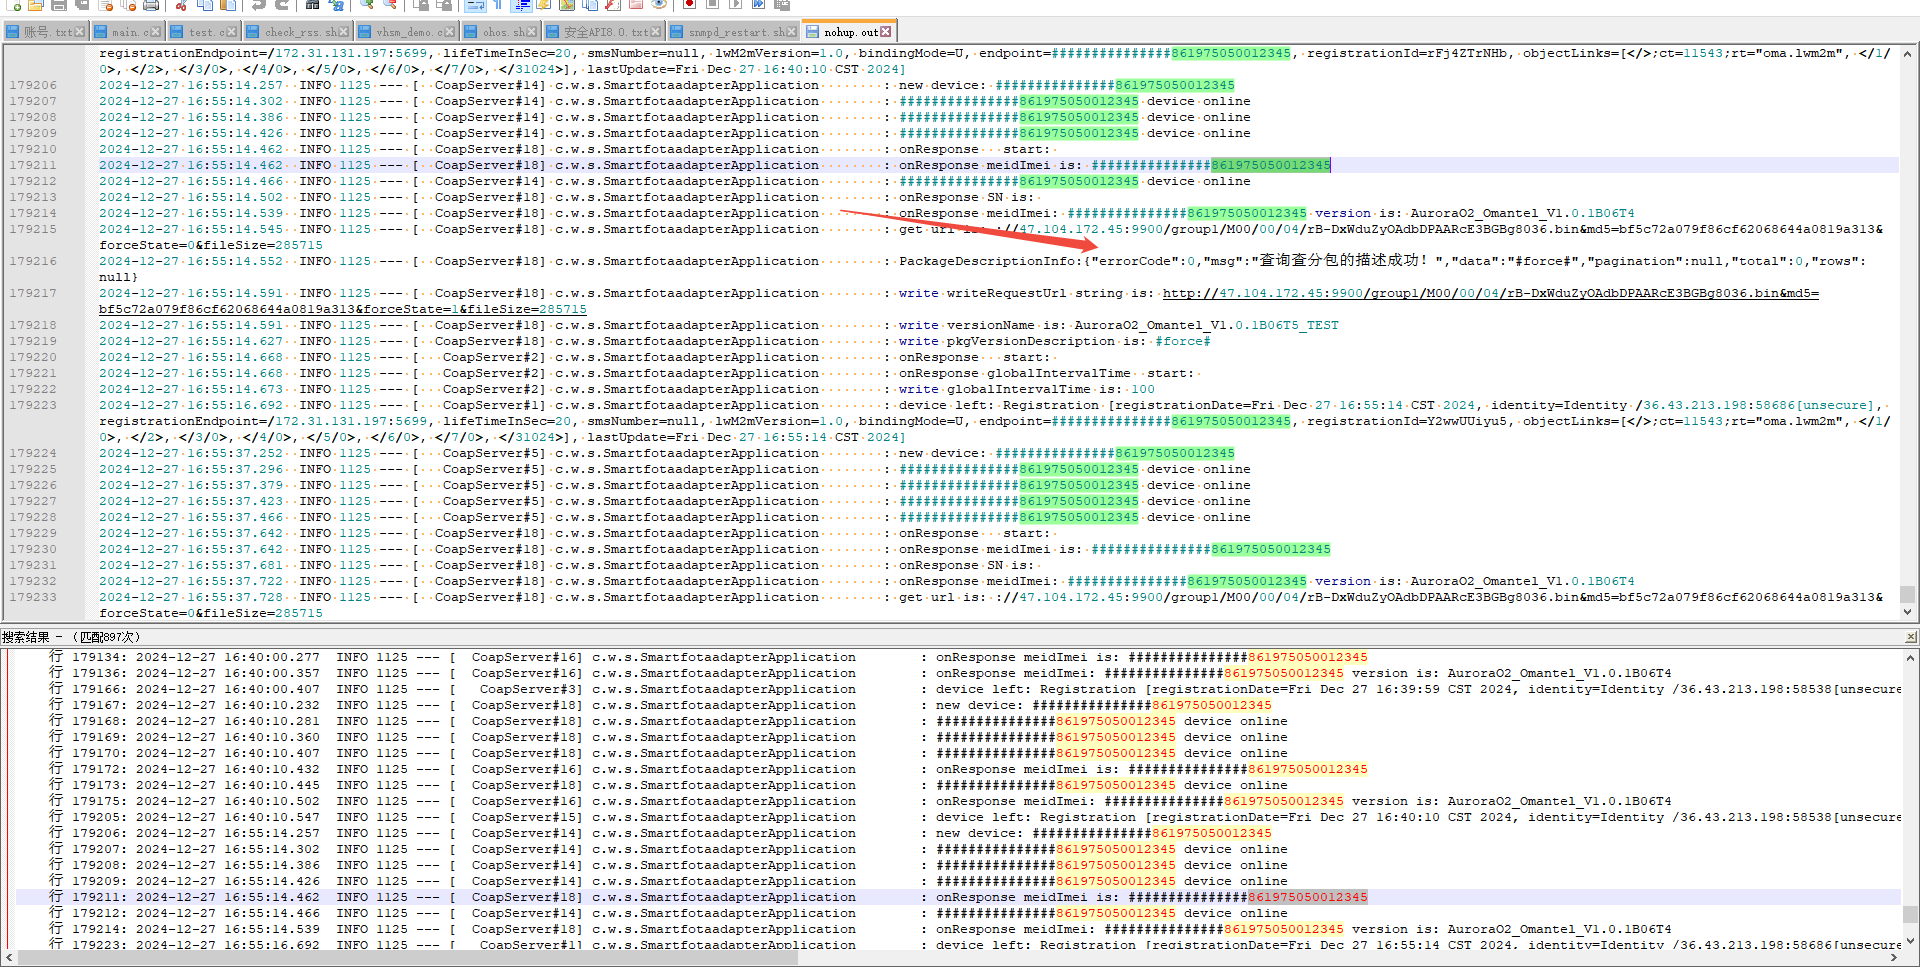 账号.txt main.c test.c check_rss.sh vhsm_demo.c ohos.sh 安全API8.0.txt snmpd_restart.sh nohup.out
registrationEndpoint=/172.31.131.197:5699, lifeTimeInSec=20, smsNumber=null, lwM2mVersion=1.0, bindingMode=U, endpoint=###############861975050012345, registrationId=rFj4ZTrNHb, objectLinks=[</>;ct=11543;rt="oma.lwm2m", </1/
0>, </2>, </3/0>, </4/0>, </5/0>, </6/0>, </7/0>, </31024>], lastUpdate=Fri Dec 27 16:40:10 CST 2024]
179206 2024-12-27 16:55:14.257 INFO 1125 --- [ CoapServer#14] c.w.s.SmartfotaadapterApplication : new device: ###############861975050012345
179207 2024-12-27 16:55:14.302 INFO 1125 --- [ CoapServer#14] c.w.s.SmartfotaadapterApplication : ###############861975050012345 device online
179208 2024-12-27 16:55:14.386 INFO 1125 --- [ CoapServer#14] c.w.s.SmartfotaadapterApplication : ###############861975050012345 device online
179209 2024-12-27 16:55:14.426 INFO 1125 --- [ CoapServer#14] c.w.s.SmartfotaadapterApplication : ###############861975050012345 device online
179210 2024-12-27 16:55:14.462 INFO 1125 --- [ CoapServer#18] c.w.s.SmartfotaadapterApplication : onResponse start:
179211 2024-12-27 16:55:14.462 INFO 1125 --- [ CoapServer#18] c.w.s.SmartfotaadapterApplication : onResponse meidImei is: ###############861975050012345
179212 2024-12-27 16:55:14.466 INFO 1125 --- [ CoapServer#14] c.w.s.SmartfotaadapterApplication : ###############861975050012345 device online
179213 2024-12-27 16:55:14.502 INFO 1125 --- [ CoapServer#18] c.w.s.SmartfotaadapterApplication : onResponse SN is:
179214 2024-12-27 16:55:14.539 INFO 1125 --- [ CoapServer#18] c.w.s.SmartfotaadapterApplication : onResponse meidImei: ###############861975050012345 version is: AuroraO2_Omantel_V1.0.1B06T4
179215 2024-12-27 16:55:14.545 INFO 1125 --- [ CoapServer#18] c.w.s.SmartfotaadapterApplication : get url is: ://47.104.172.45:9900/group1/M00/00/04/rB-DxWduZyOAdbDPAARcE3BGBg8036.bin&md5=bf5c72a079f86cf62068644a0819a313&
forceState=0&fileSize=285715
179216 2024-12-27 16:55:14.552 INFO 1125 --- [ CoapServer#18] c.w.s.SmartfotaadapterApplication : PackageDescriptionInfo:{"errorCode":0,"msg":"查询查分包的描述成功！","data":"#force#","pagination":null,"total":0,"rows":
null}
179217 2024-12-27 16:55:14.591 INFO 1125 --- [ CoapServer#18] c.w.s.SmartfotaadapterApplication : write writeRequestUrl string is: http://47.104.172.45:9900/group1/M00/00/04/rB-DxWduZyOAdbDPAARcE3BGBg8036.bin&md5=
bf5c72a079f86cf62068644a0819a313&forceState=1&fileSize=285715
179218 2024-12-27 16:55:14.591 INFO 1125 --- [ CoapServer#18] c.w.s.SmartfotaadapterApplication : write versionName is: AuroraO2_Omantel_V1.0.1B06T5_TEST
179219 2024-12-27 16:55:14.627 INFO 1125 --- [ CoapServer#18] c.w.s.SmartfotaadapterApplication : write pkgVersionDescription is: #force#
179220 2024-12-27 16:55:14.668 INFO 1125 --- [ CoapServer#2] c.w.s.SmartfotaadapterApplication : onResponse start:
179221 2024-12-27 16:55:14.668 INFO 1125 --- [ CoapServer#2] c.w.s.SmartfotaadapterApplication : onResponse globalIntervalTime start:
179222 2024-12-27 16:55:14.673 INFO 1125 --- [ CoapServer#2] c.w.s.SmartfotaadapterApplication : write globalIntervalTime is: 100
179223 2024-12-27 16:55:16.692 INFO 1125 --- [ CoapServer#1] c.w.s.SmartfotaadapterApplication : device left: Registration [registrationDate=Fri Dec 27 16:55:14 CST 2024, identity=Identity /36.43.213.198:58686[unsecure],
registrationEndpoint=/172.31.131.197:5699, lifeTimeInSec=20, smsNumber=null, lwM2mVersion=1.0, bindingMode=U, endpoint=###############861975050012345, registrationId=Y2wwUUiyu5, objectLinks=[</>;ct=11543;rt="oma.lwm2m", </1/
0>, </2>, </3/0>, </4/0>, </5/0>, </6/0>, </7/0>, </31024>], lastUpdate=Fri Dec 27 16:55:14 CST 2024]
179224 2024-12-27 16:55:37.252 INFO 1125 --- [ CoapServer#5] c.w.s.SmartfotaadapterApplication : new device: ###############861975050012345
179225 2024-12-27 16:55:37.296 INFO 1125 --- [ CoapServer#5] c.w.s.SmartfotaadapterApplication : ###############861975050012345 device online
179226 2024-12-27 16:55:37.379 INFO 1125 --- [ CoapServer#5] c.w.s.SmartfotaadapterApplication : ###############861975050012345 device online
179227 2024-12-27 16:55:37.423 INFO 1125 --- [ CoapServer#5] c.w.s.SmartfotaadapterApplication : ###############861975050012345 device online
179228 2024-12-27 16:55:37.466 INFO 1125 --- [ CoapServer#5] c.w.s.SmartfotaadapterApplication : ###############861975050012345 device online
179229 2024-12-27 16:55:37.642 INFO 1125 --- [ CoapServer#18] c.w.s.SmartfotaadapterApplication : onResponse start:
179230 2024-12-27 16:55:37.642 INFO 1125 --- [ CoapServer#18] c.w.s.SmartfotaadapterApplication : onResponse meidImei is: ###############861975050012345
179231 2024-12-27 16:55:37.681 INFO 1125 --- [ CoapServer#18] c.w.s.SmartfotaadapterApplication : onResponse SN is:
179232 2024-12-27 16:55:37.722 INFO 1125 --- [ CoapServer#18] c.w.s.SmartfotaadapterApplication : onResponse meidImei: ###############861975050012345 version is: AuroraO2_Omantel_V1.0.1B06T4
179233 2024-12-27 16:55:37.728 INFO 1125 --- [ CoapServer#18] c.w.s.SmartfotaadapterApplication : get url is: ://47.104.172.45:9900/group1/M00/00/04/rB-DxWduZyOAdbDPAARcE3BGBg8036.bin&md5=bf5c72a079f86cf62068644a0819a313&
forceState=0&fileSize=285715
搜索结果 - （匹配897次）
行 179134: 2024-12-27 16:40:00.277 INFO 1125 --- [ CoapServer#16] c.w.s.SmartfotaadapterApplication : onResponse meidImei is: ###############861975050012345
行 179136: 2024-12-27 16:40:00.357 INFO 1125 --- [ CoapServer#16] c.w.s.SmartfotaadapterApplication : onResponse meidImei: ###############861975050012345 version is: AuroraO2_Omantel_V1.0.1B06T4
行 179166: 2024-12-27 16:40:00.407 INFO 1125 --- [ CoapServer#3] c.w.s.SmartfotaadapterApplication : device left: Registration [registrationDate=Fri Dec 27 16:39:59 CST 2024, identity=Identity /36.43.213.198:58538[unsecure
行 179167: 2024-12-27 16:40:10.232 INFO 1125 --- [ CoapServer#18] c.w.s.SmartfotaadapterApplication : new device: ###############861975050012345
行 179168: 2024-12-27 16:40:10.281 INFO 1125 --- [ CoapServer#18] c.w.s.SmartfotaadapterApplication : ###############861975050012345 device online
行 179169: 2024-12-27 16:40:10.360 INFO 1125 --- [ CoapServer#18] c.w.s.SmartfotaadapterApplication : ###############861975050012345 device online
行 179170: 2024-12-27 16:40:10.407 INFO 1125 --- [ CoapServer#18] c.w.s.SmartfotaadapterApplication : ###############861975050012345 device online
行 179172: 2024-12-27 16:40:10.432 INFO 1125 --- [ CoapServer#16] c.w.s.SmartfotaadapterApplication : onResponse meidImei is: ###############861975050012345
行 179173: 2024-12-27 16:40:10.445 INFO 1125 --- [ CoapServer#18] c.w.s.SmartfotaadapterApplication : ###############861975050012345 device online
行 179175: 2024-12-27 16:40:10.502 INFO 1125 --- [ CoapServer#16] c.w.s.SmartfotaadapterApplication : onResponse meidImei: ###############861975050012345 version is: AuroraO2_Omantel_V1.0.1B06T4
行 179205: 2024-12-27 16:40:10.547 INFO 1125 --- [ CoapServer#15] c.w.s.SmartfotaadapterApplication : device left: Registration [registrationDate=Fri Dec 27 16:40:10 CST 2024, identity=Identity /36.43.213.198:58538[unsecure
行 179206: 2024-12-27 16:55:14.257 INFO 1125 --- [ CoapServer#14] c.w.s.SmartfotaadapterApplication : new device: ###############861975050012345
行 179207: 2024-12-27 16:55:14.302 INFO 1125 --- [ CoapServer#14] c.w.s.SmartfotaadapterApplication : ###############861975050012345 device online
行 179208: 2024-12-27 16:55:14.386 INFO 1125 --- [ CoapServer#14] c.w.s.SmartfotaadapterApplication : ###############861975050012345 device online
行 179209: 2024-12-27 16:55:14.426 INFO 1125 --- [ CoapServer#14] c.w.s.SmartfotaadapterApplication : ###############861975050012345 device online
行 179211: 2024-12-27 16:55:14.462 INFO 1125 --- [ CoapServer#18] c.w.s.SmartfotaadapterApplication : onResponse meidImei is: ###############861975050012345
行 179212: 2024-12-27 16:55:14.466 INFO 1125 --- [ CoapServer#14] c.w.s.SmartfotaadapterApplication : ###############861975050012345 device online
行 179214: 2024-12-27 16:55:14.539 INFO 1125 --- [ CoapServer#18] c.w.s.SmartfotaadapterApplication : onResponse meidImei: ###############861975050012345 version is: AuroraO2_Omantel_V1.0.1B06T4
行 179223: 2024-12-27 16:55:16.692 INFO 1125 --- [ CoapServer#1] c.w.s.SmartfotaadapterApplication : device left: Registration [registrationDate=Fri Dec 27 16:55:14 CST 2024, identity=Identity /36.43.213.198:58686[unsecure